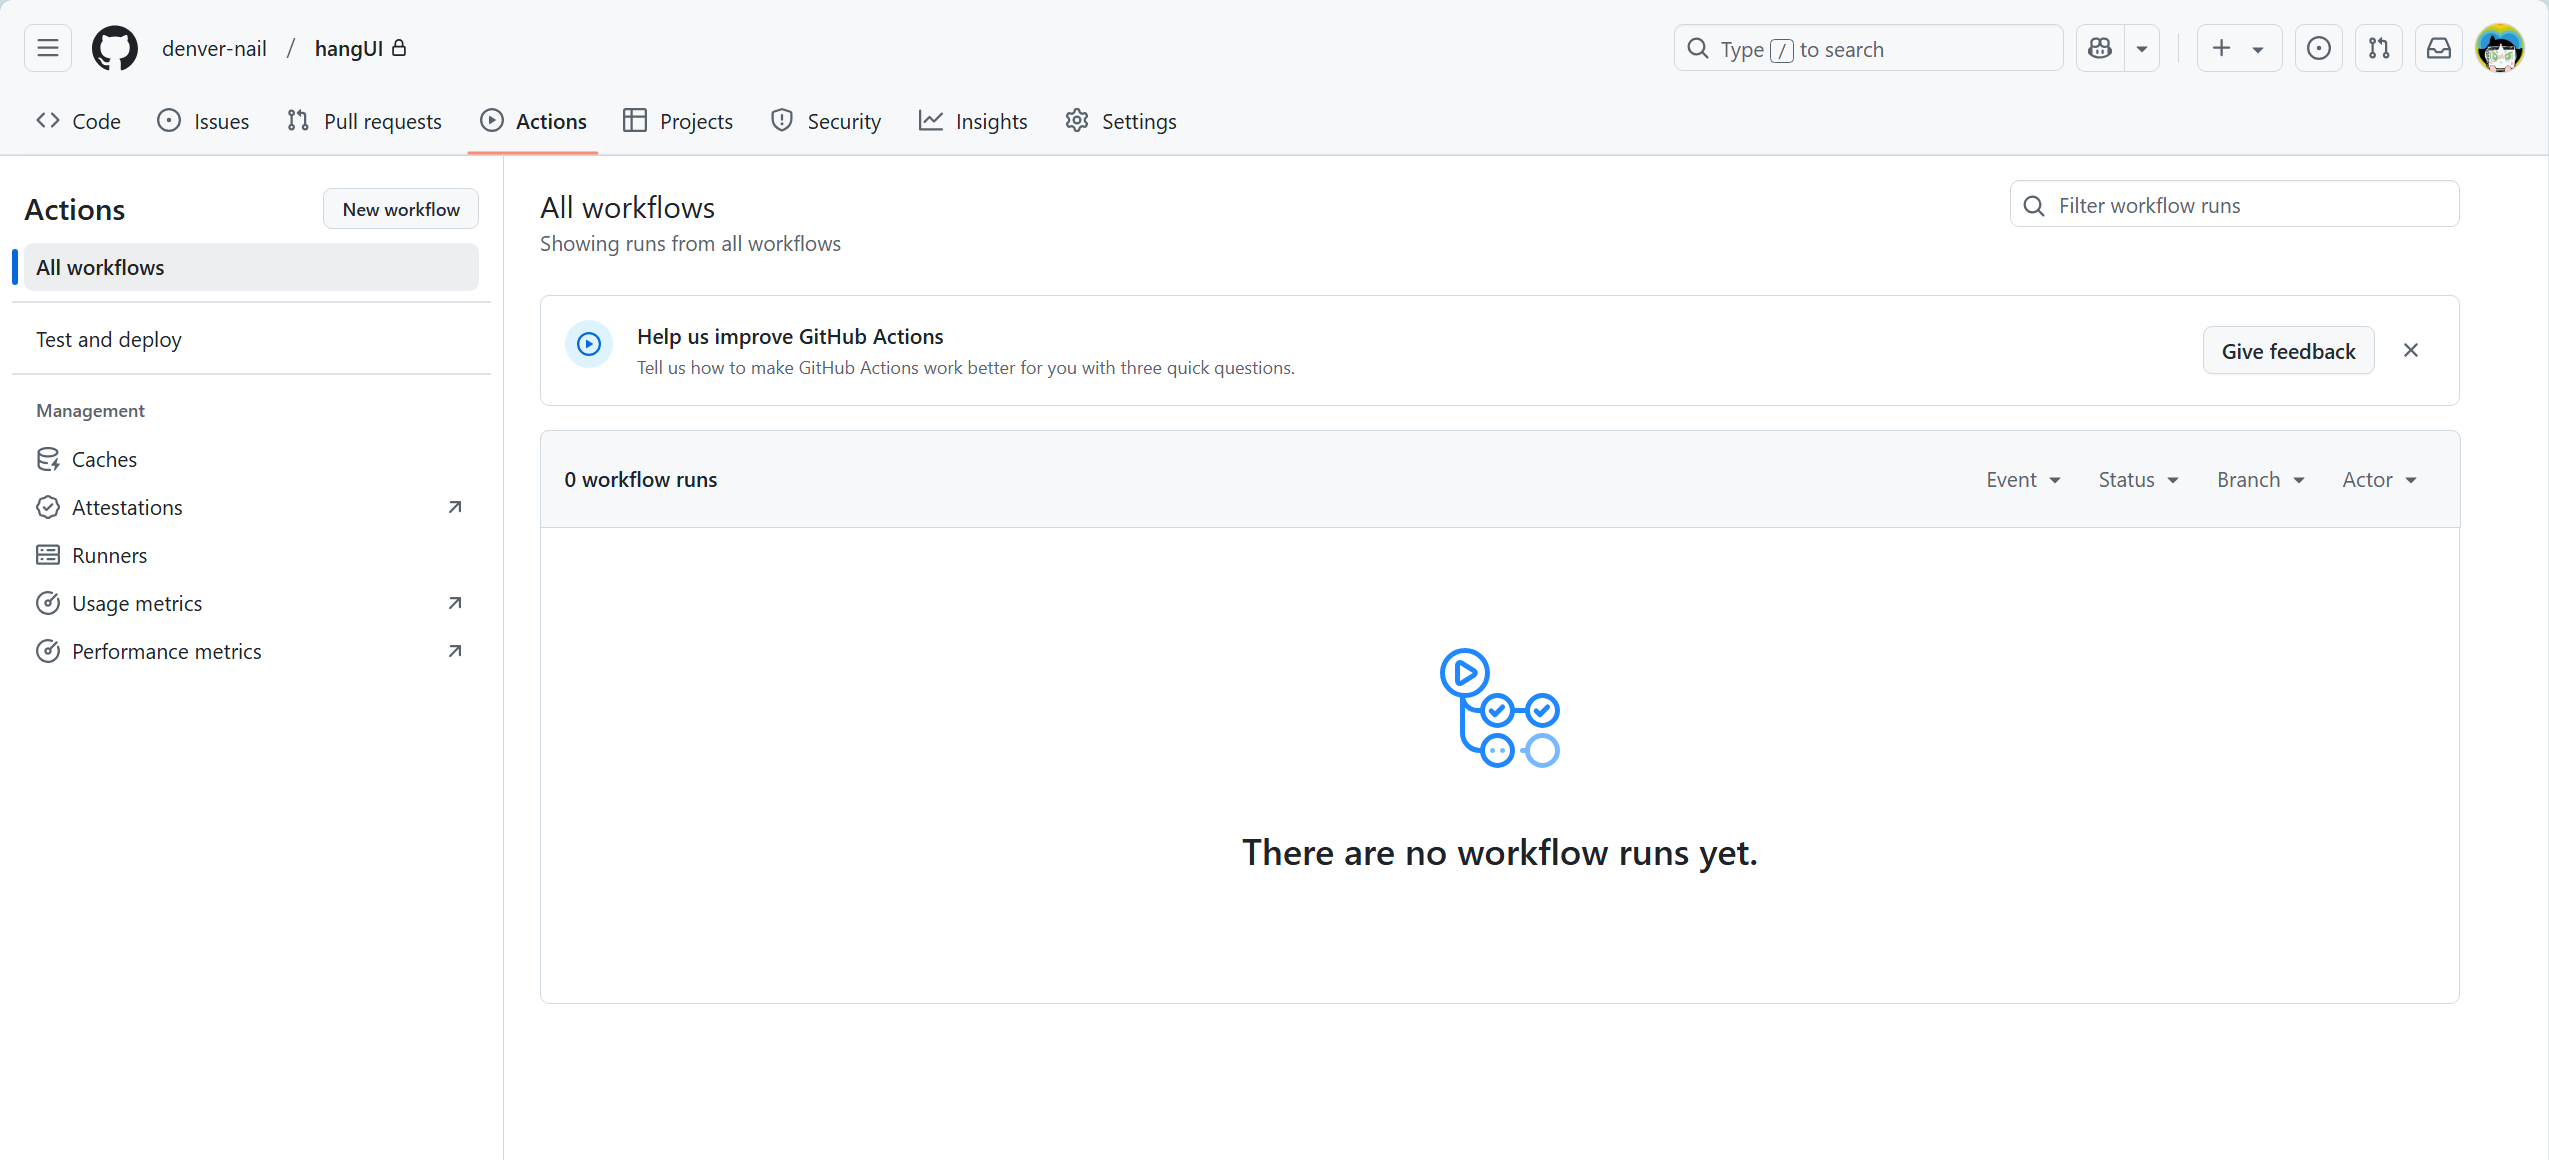 denver-nail / hangUI
Type / to search
Code Issues Pull requests Actions Projects Security Insights Settings
Actions
New workflow
All workflows
Test and deploy
Management
Caches
Attestations
Runners
Usage metrics
Performance metrics
All workflows
Showing runs from all workflows
Filter workflow runs
Help us improve GitHub Actions
Tell us how to make GitHub Actions work better for you with three quick questions.
Give feedback
0 workflow runs
Event Status Branch Actor
There are no workflow runs yet.